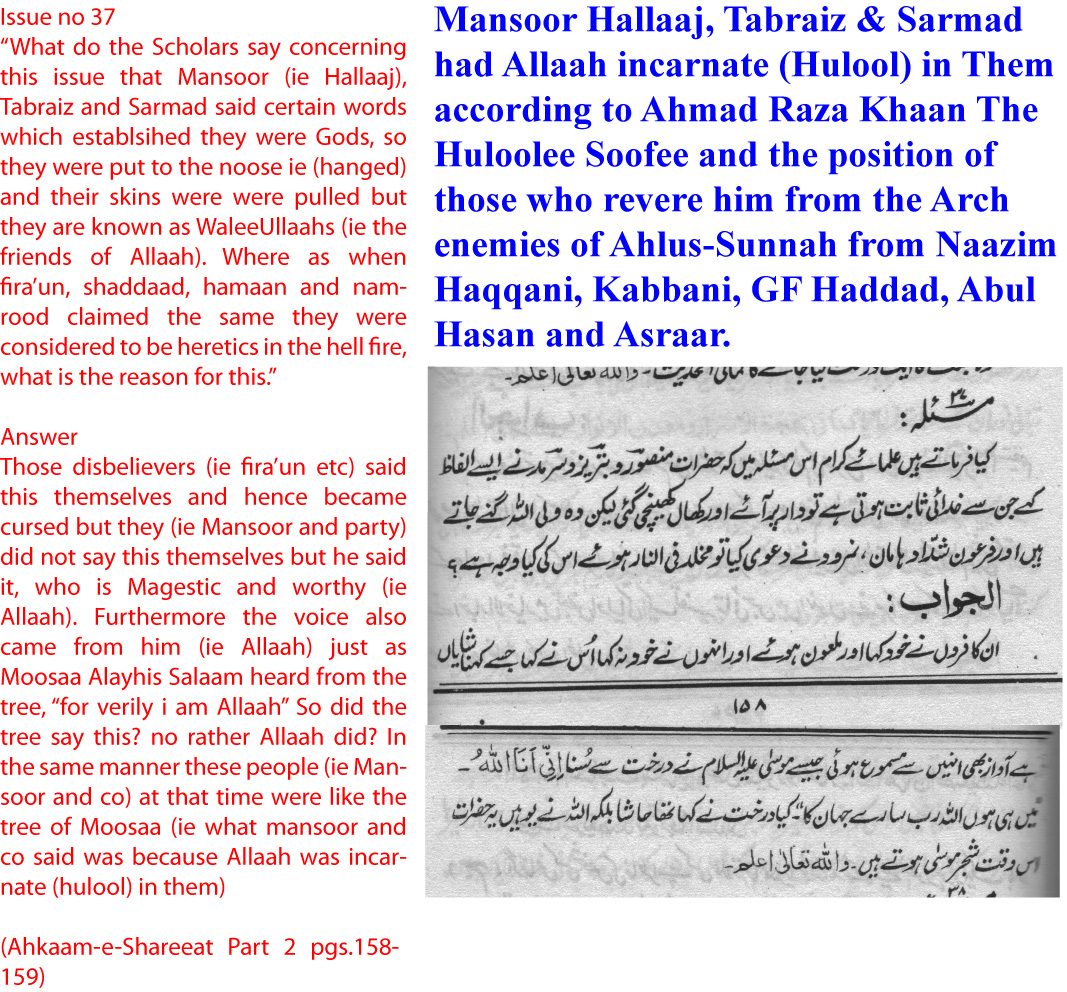 Issue no 37
“What do the Scholars say concerning
this issue that Mansoor (ie Hallaaj),
Tabraiz and Sarmad said certain words
which establsihed they were Gods, so
they were put to the noose ie (hanged)
and their skins were were pulled but
they are known as WaleeUllaahs (ie the
friends of Allaah). Where as when
fira’un, shaddaad, hamaan and nam-
rood claimed the same they were
considered to be heretics in the hell fire,
what is the reason for this.”
Answer
Those disbelievers (ie fira’un etc) said
this themselves and hence became
cursed but they (ie Mansoor and party)
did not say this themselves but he said
it, who is Magestic and worthy (ie
Allaah). Furthermore the voice also
came from him (ie Allaah) just as
Moosaa Alayhis Salaam heard from the
tree, “for verily i am Allaah” So did the
tree say this? no rather Allaah did? In
the same manner these people (ie Man-
soor and co) at that time were like the
tree of Moosaa (ie what mansoor and
co said was because Allaah was incar-
nate (hulool) in them)
(Ahkaam-e-Shareeat Part 2 pgs.158-
159)
Mansoor Hallaaj, Tabraiz & Sarmad
had Allaah incarnate (Hulool) in Them
according to Ahmad Raza Khaan The
Huloolee Soofee and the position of
those who revere him from the Arch
enemies of Ahlus-Sunnah from Naazim
Haqqani, Kabbani, GF Haddad, Abul
Hasan and Asraar.
واللہ تعالیٰ اعلم۔
مسئلہ ۳۷:
کیا فرماتے ہیں علمائے کرام اس مسئلہ میں کہ حضرات منصور و تبریز و سرمد نے ایسے الفاظ
کہے جن سے خدائی ثابت ہوتی ہے تو دار پر آئے اور کھال کھینچی گئی لیکن وہ ولی اللہ گنے جاتے
ہیں اور فرعون شداد ہامان، نمرود نے دعوی کیا تو مخلد فی النار ہوئے اس کی کیا وجہ ہے؟
الجواب:
ان کافروں نے خود کہا اور ملعون ہوئے اور انہوں نے خود نہ کہا اُس نے کہا جسے کہنا شایاں
۱۵۸
ہے آواز بھی انہیں سے مسموع ہوئی جیسے موسیٰ علیہ السلام نے درخت سے سُنا اِنِّیْ اَنَا اللهُ۔
میں ہی ہوں اللہ رب سارے جہان کا“۔ کیا درخت نے کہا تھا حاشا بلکہ اللہ نے یوہیں یہ حضرات
اس وقت شجر موسیٰ ہوتے ہیں۔ واللہ تعالیٰ اعلم۔
۳۸